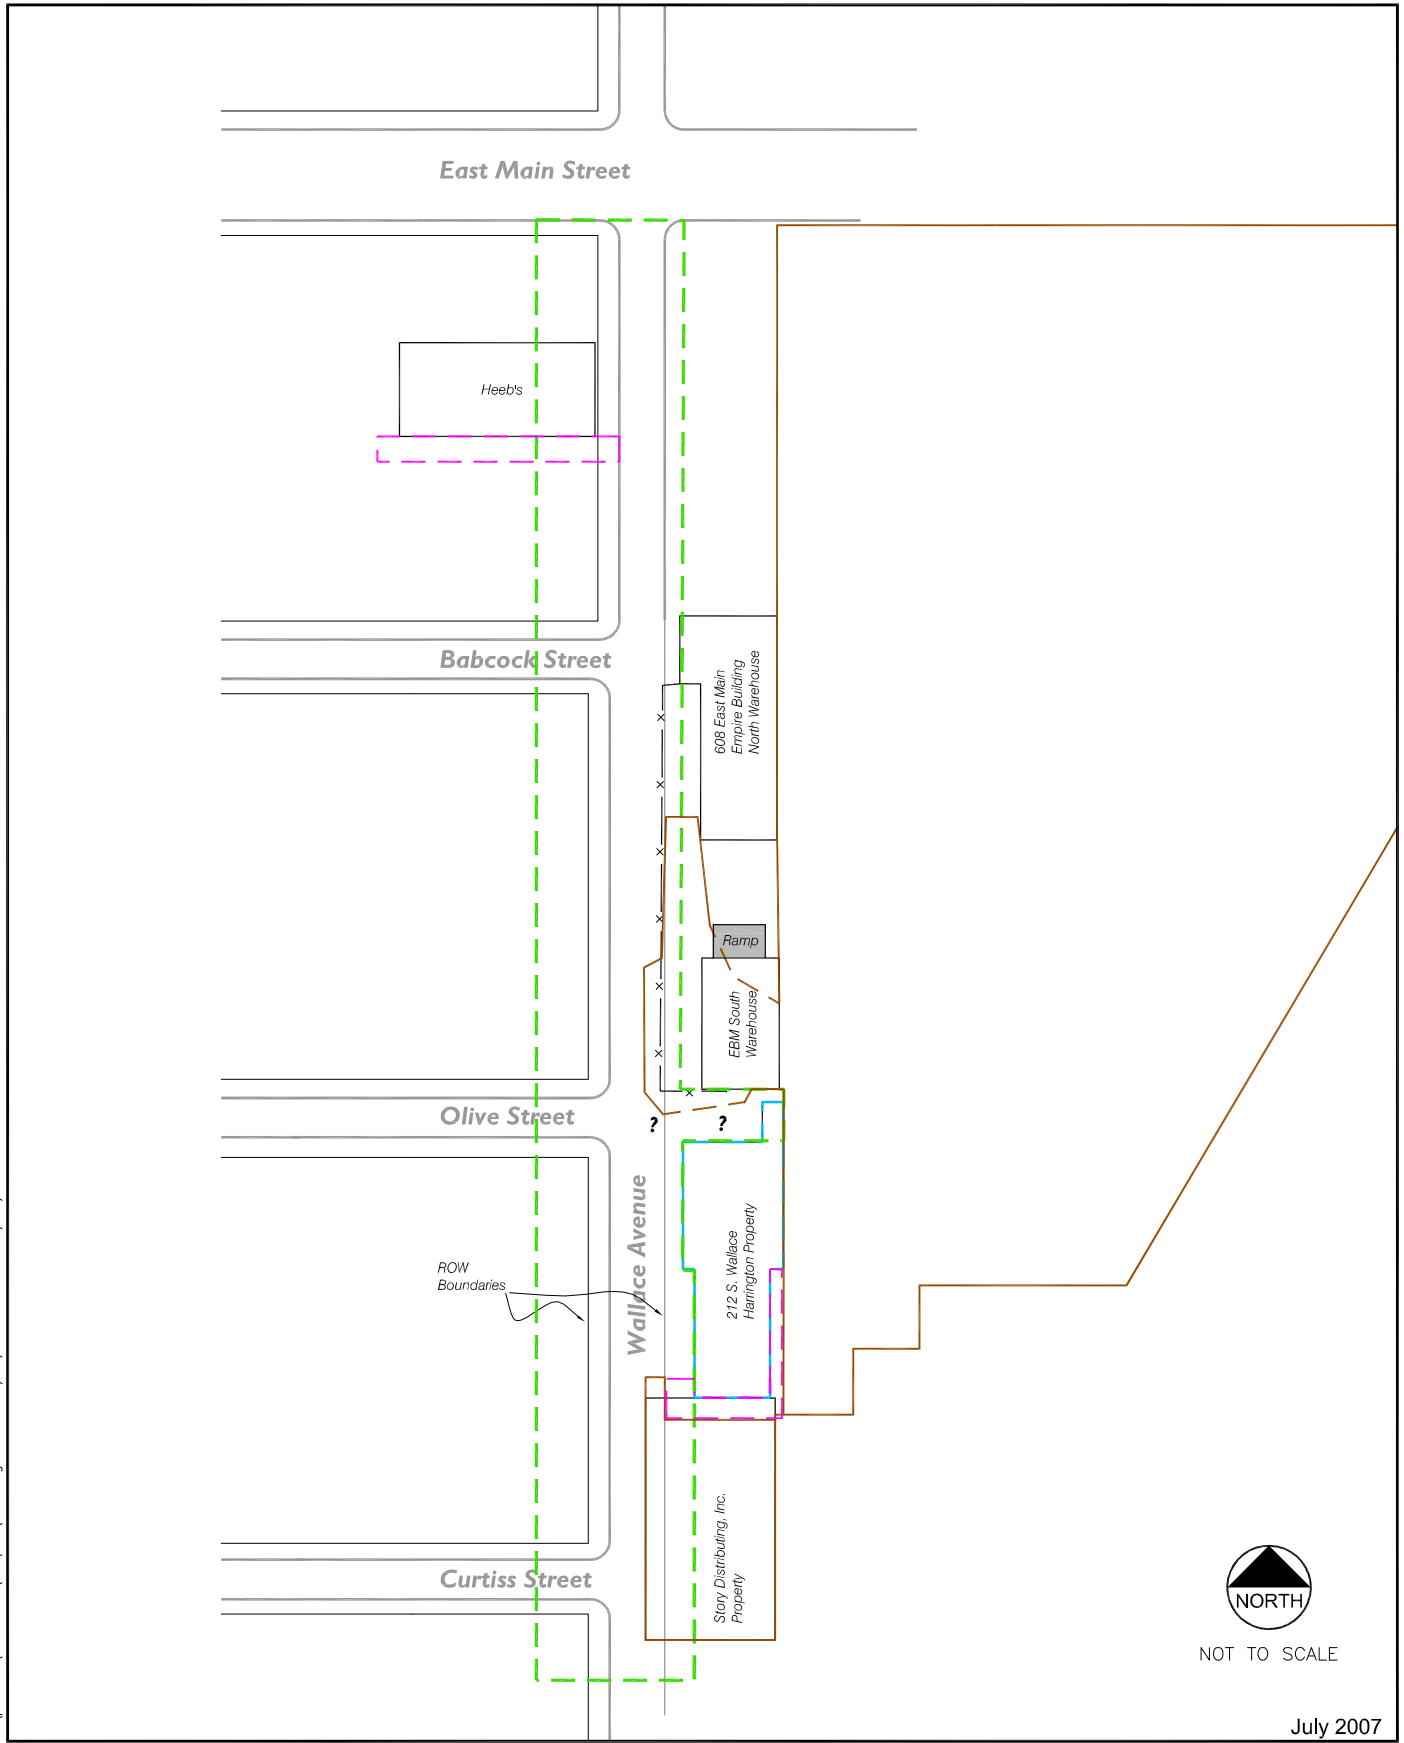 East Main Street
Heeb's
Babcock Street
608 East Main
Empire Building
North Warehouse
Ramp
EBM South
Warehouse
Olive Street
?
?
Wallace Avenue
212 S. Wallace
Harrington Property
ROW
Boundaries
Story Distributing, Inc.
Property
Curtiss Street
NORTH
NOT TO SCALE
July 2007